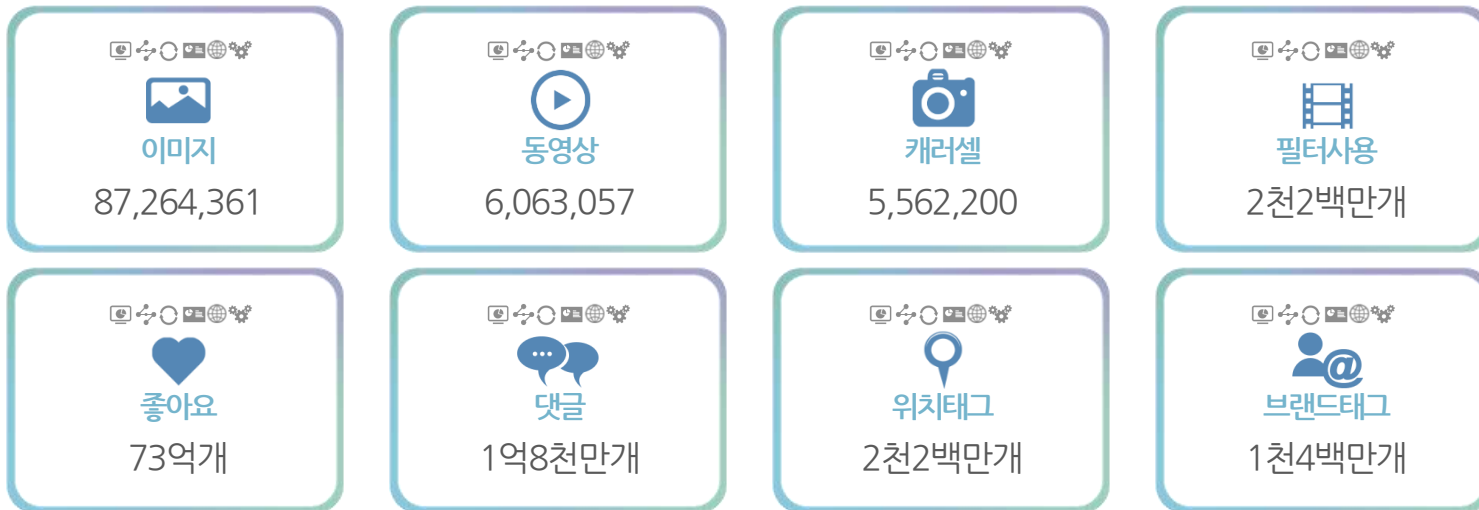 이미지
87,264,361
동영상
6,063,057
캐러셀
5,562,200
필터사용
2천2백만개
좋아요
73억개
댓글
1억8천만개
위치태그
2천2백만개
브랜드태그
1천4백만개